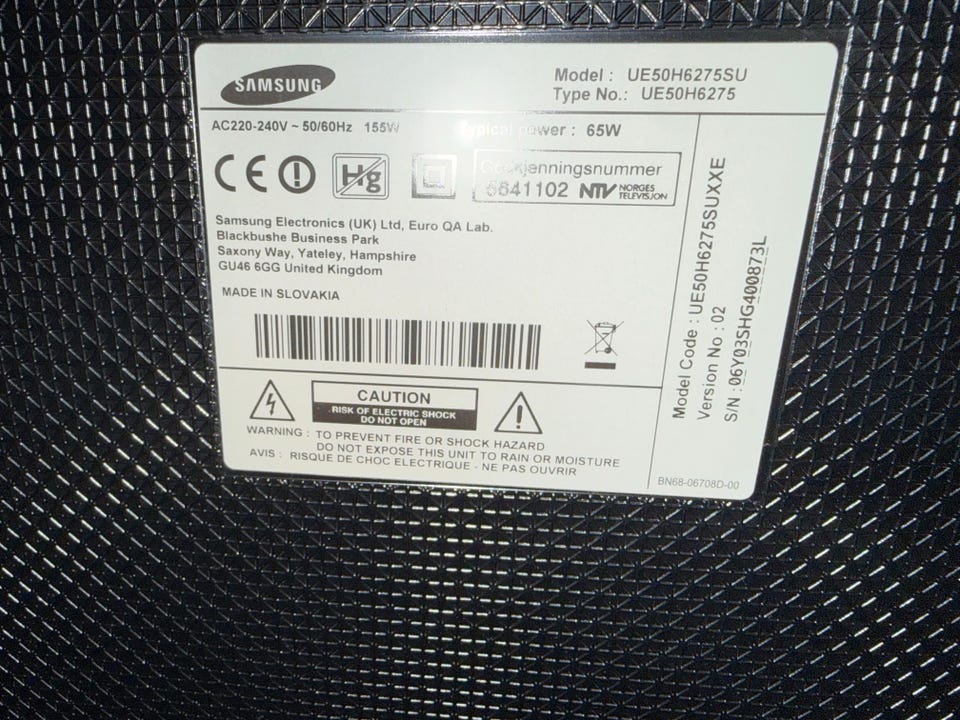 SAMSUNG
Model : UE50H6275SU
Type No.: UE50H6275
AC220-240V ~ 50/60Hz 155W
Typical power : 65W
CE
Hg
Godkjenningsnummer
6641102 NTV NORGES
TELEVISJON
Samsung Electronics (UK) Ltd, Euro QA Lab.
Blackbushe Business Park
Saxony Way, Yateley, Hampshire
GU46 6GG United Kingdom
MADE IN SLOVAKIA
CAUTION
RISK OF ELECTRIC SHOCK
DO NOT OPEN
WARNING : TO PREVENT FIRE OR SHOCK HAZARD
DO NOT EXPOSE THIS UNIT TO RAIN OR MOISTURE
AVIS : RISQUE DE CHOC ELECTRIQUE - NE PAS OUVRIR
Model Code : UE50H6275SUXXE
Version No : 02
S/N : 06Y03SHG400873L
BN68-06708D-00